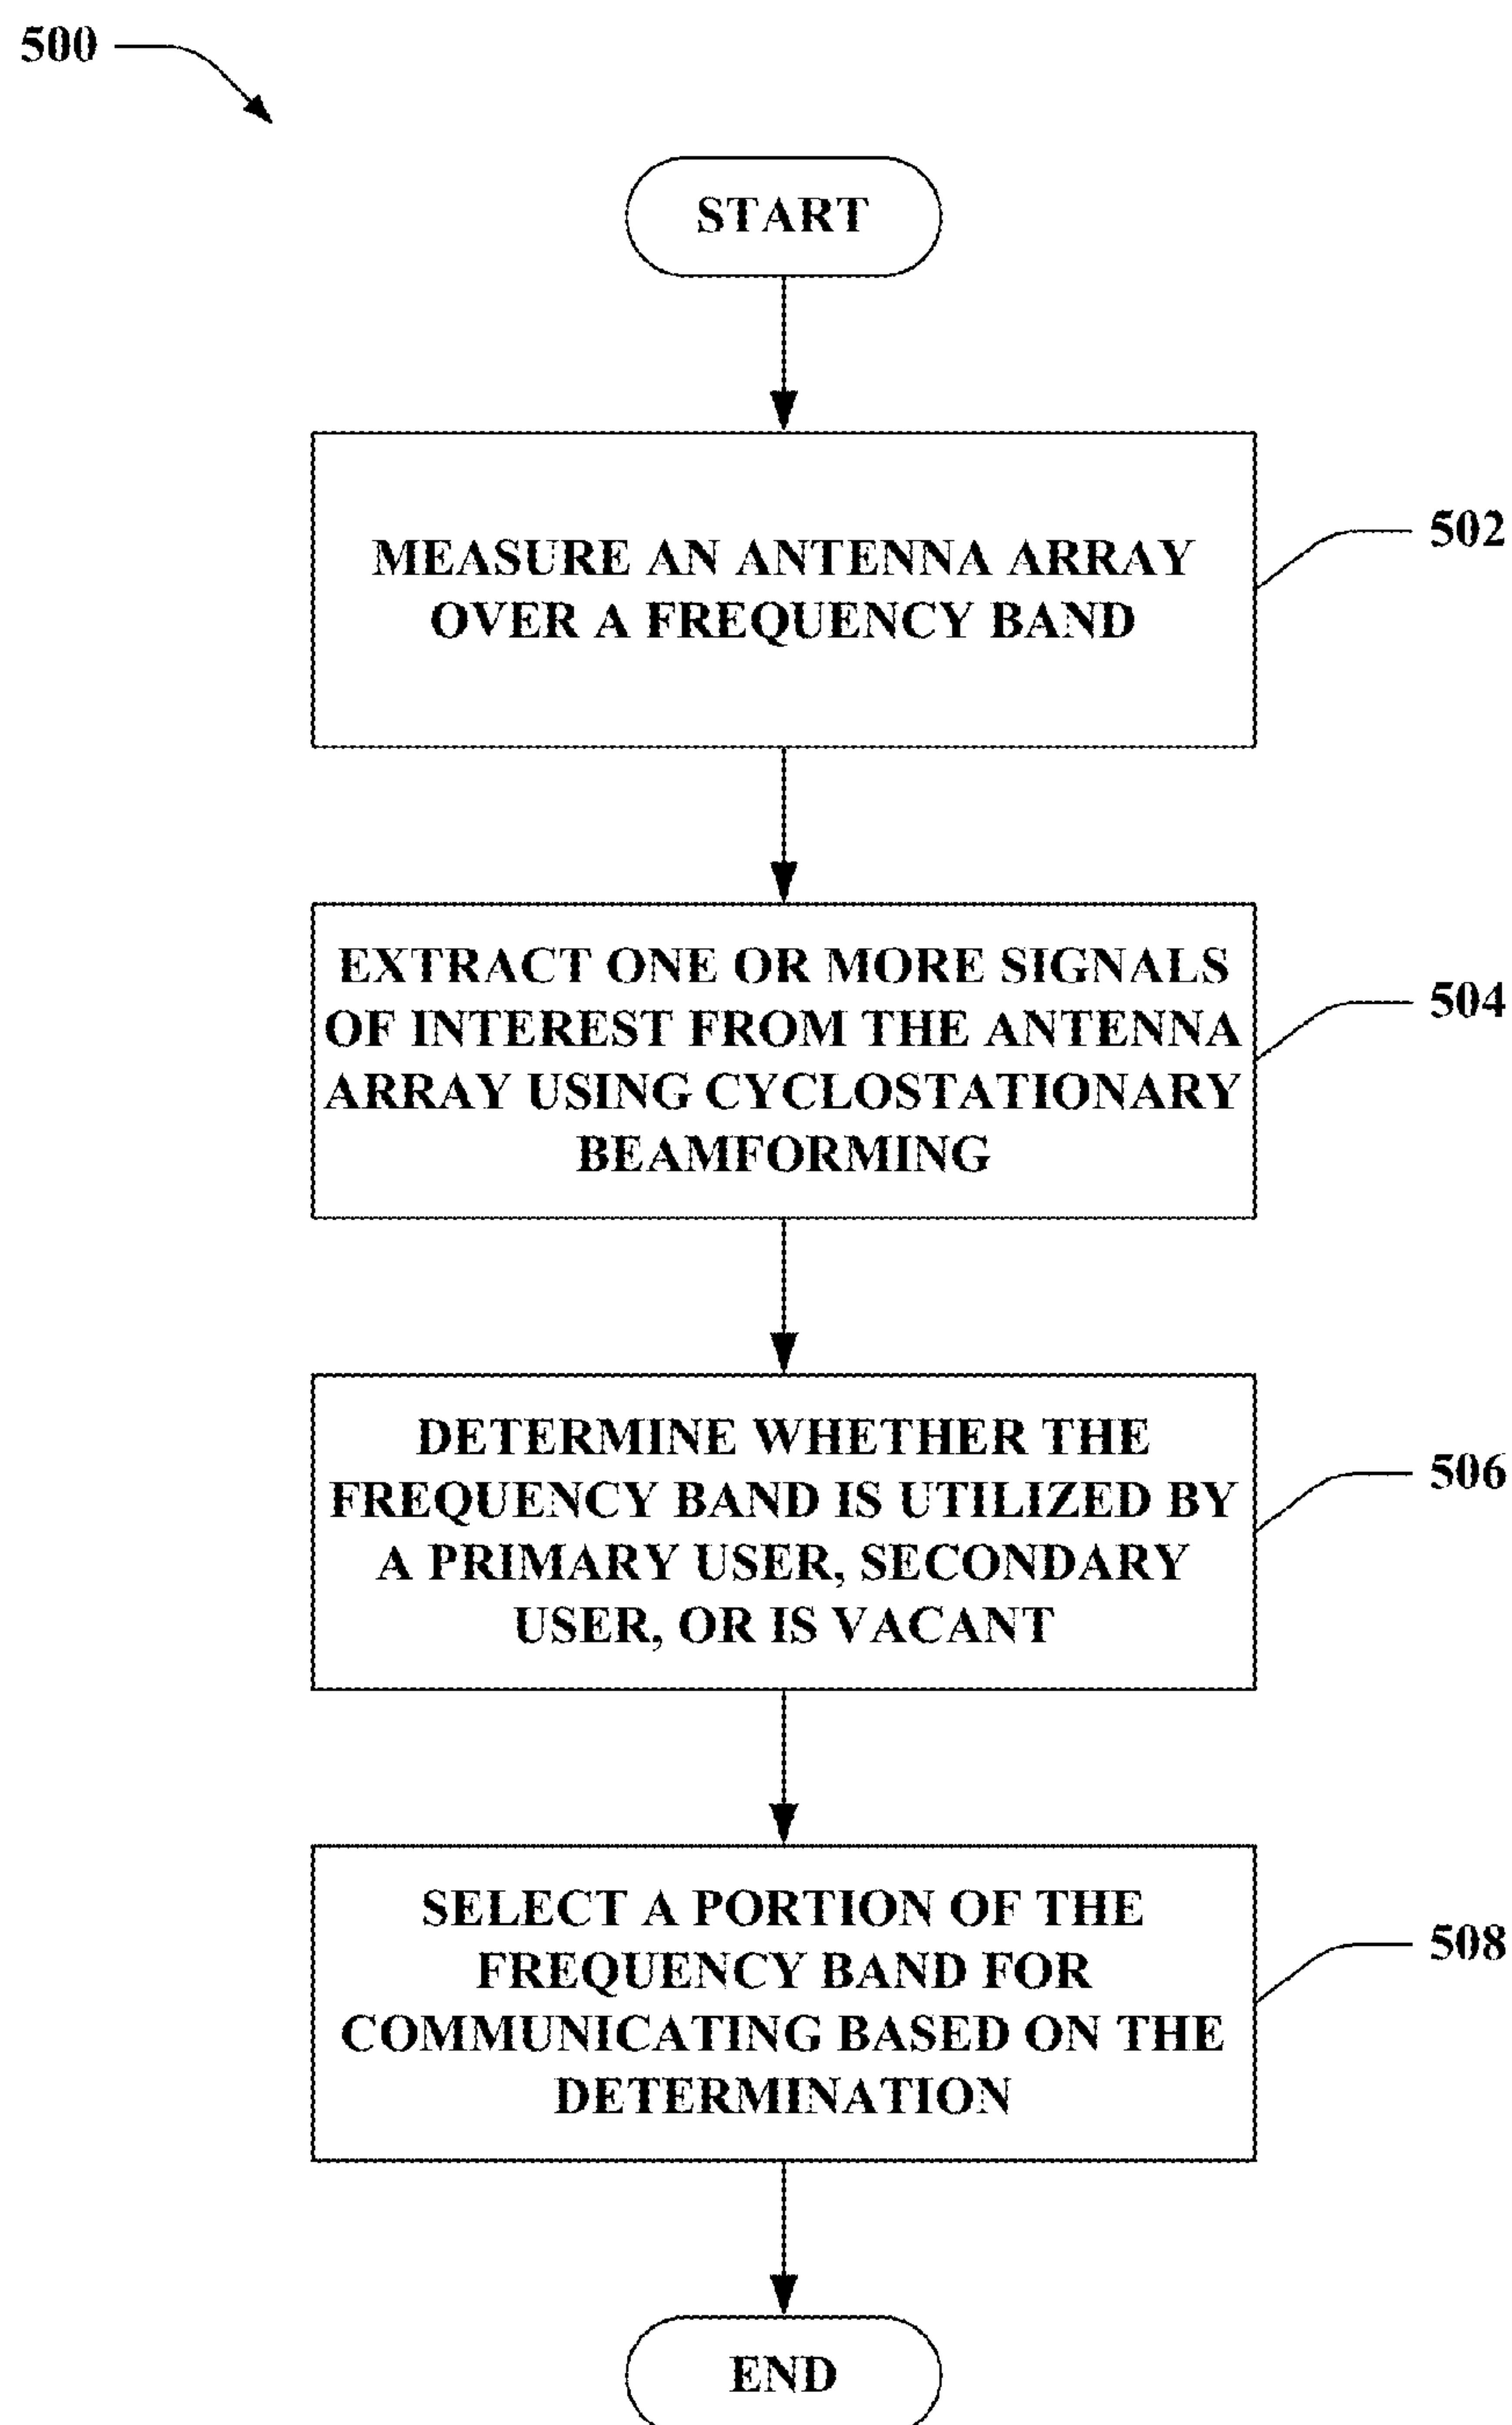 500
START
MEASURE AN ANTENNA ARRAY
OVER A FREQUENCY BAND
502
EXTRACT ONE OR MORE SIGNALS
OF INTEREST FROM THE ANTENNA
ARRAY USING CYCLOSTATIONARY
BEAMFORMING
504
DETERMINE WHETHER THE
FREQUENCY BAND IS UTILIZED BY
A PRIMARY USER, SECONDARY
USER, OR IS VACANT
506
SELECT A PORTION OF THE
FREQUENCY BAND FOR
COMMUNICATING BASED ON THE
DETERMINATION
508
END